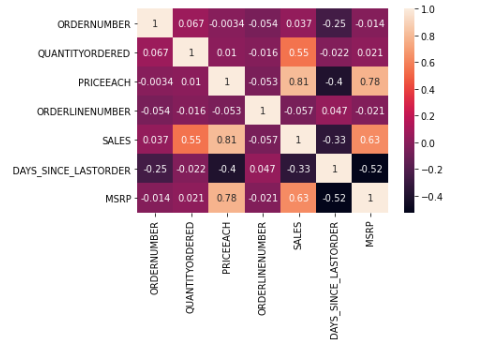 1.0
ORDERNUMBER 1 0.067 -0.0034 -0.054 0.037 -0.25 -0.014
0.8
QUANTITYORDERED 0.067 1 0.01 -0.016 0.55 -0.022 0.021
0.6
PRICEEACH -0.0034 0.01 1 -0.053 0.81 -0.4 0.78
0.4
ORDERLINENUMBER -0.054 -0.016 -0.053 1 -0.057 0.047 -0.021
0.2
SALES 0.037 0.55 0.81 -0.057 1 -0.33 0.63
0.0
DAYS_SINCE_LASTORDER -0.25 -0.022 -0.4 0.047 -0.33 1 -0.52
-0.2
MSRP -0.014 0.021 0.78 -0.021 0.63 -0.52 1
-0.4
ORDERNUMBER
QUANTITYORDERED
PRICEEACH
ORDERLINENUMBER
SALES
DAYS_SINCE_LASTORDER
MSRP